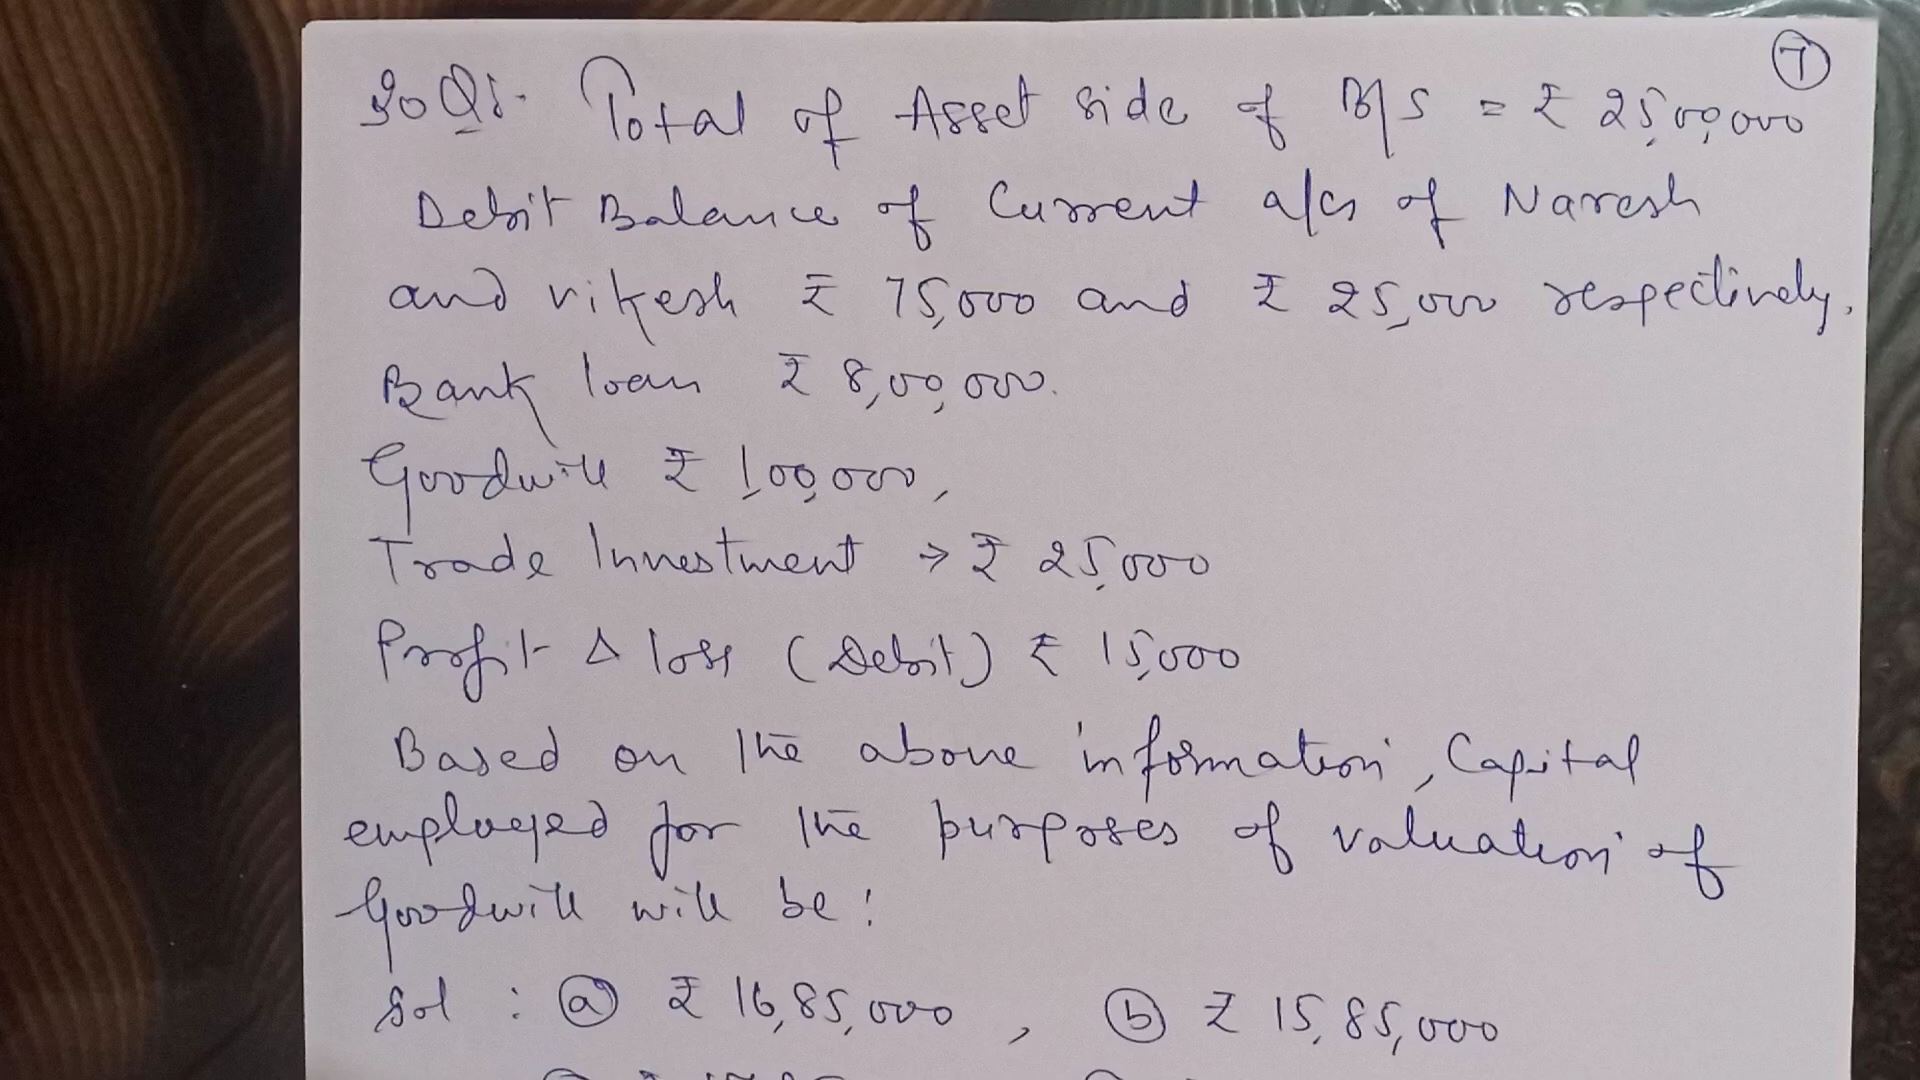 7
30 Qs. Total of Asset side of B/S = ₹ 25,00,000
Debit Balance of Current a/cs of Naresh
and vikesh ₹ 75,000 and ₹ 25,000 respectively.
Bank loan ₹ 8,00,000.
Goodwill ₹ 1,00,000,
Trade Investment → ₹ 25,000
Profit & loss (Debit) ₹ 15,000
Based on the above information, Capital
employed for the purposes of valuation of
Goodwill will be:
Sol : (a) ₹ 16,85,000 , (b) ₹ 15,85,000